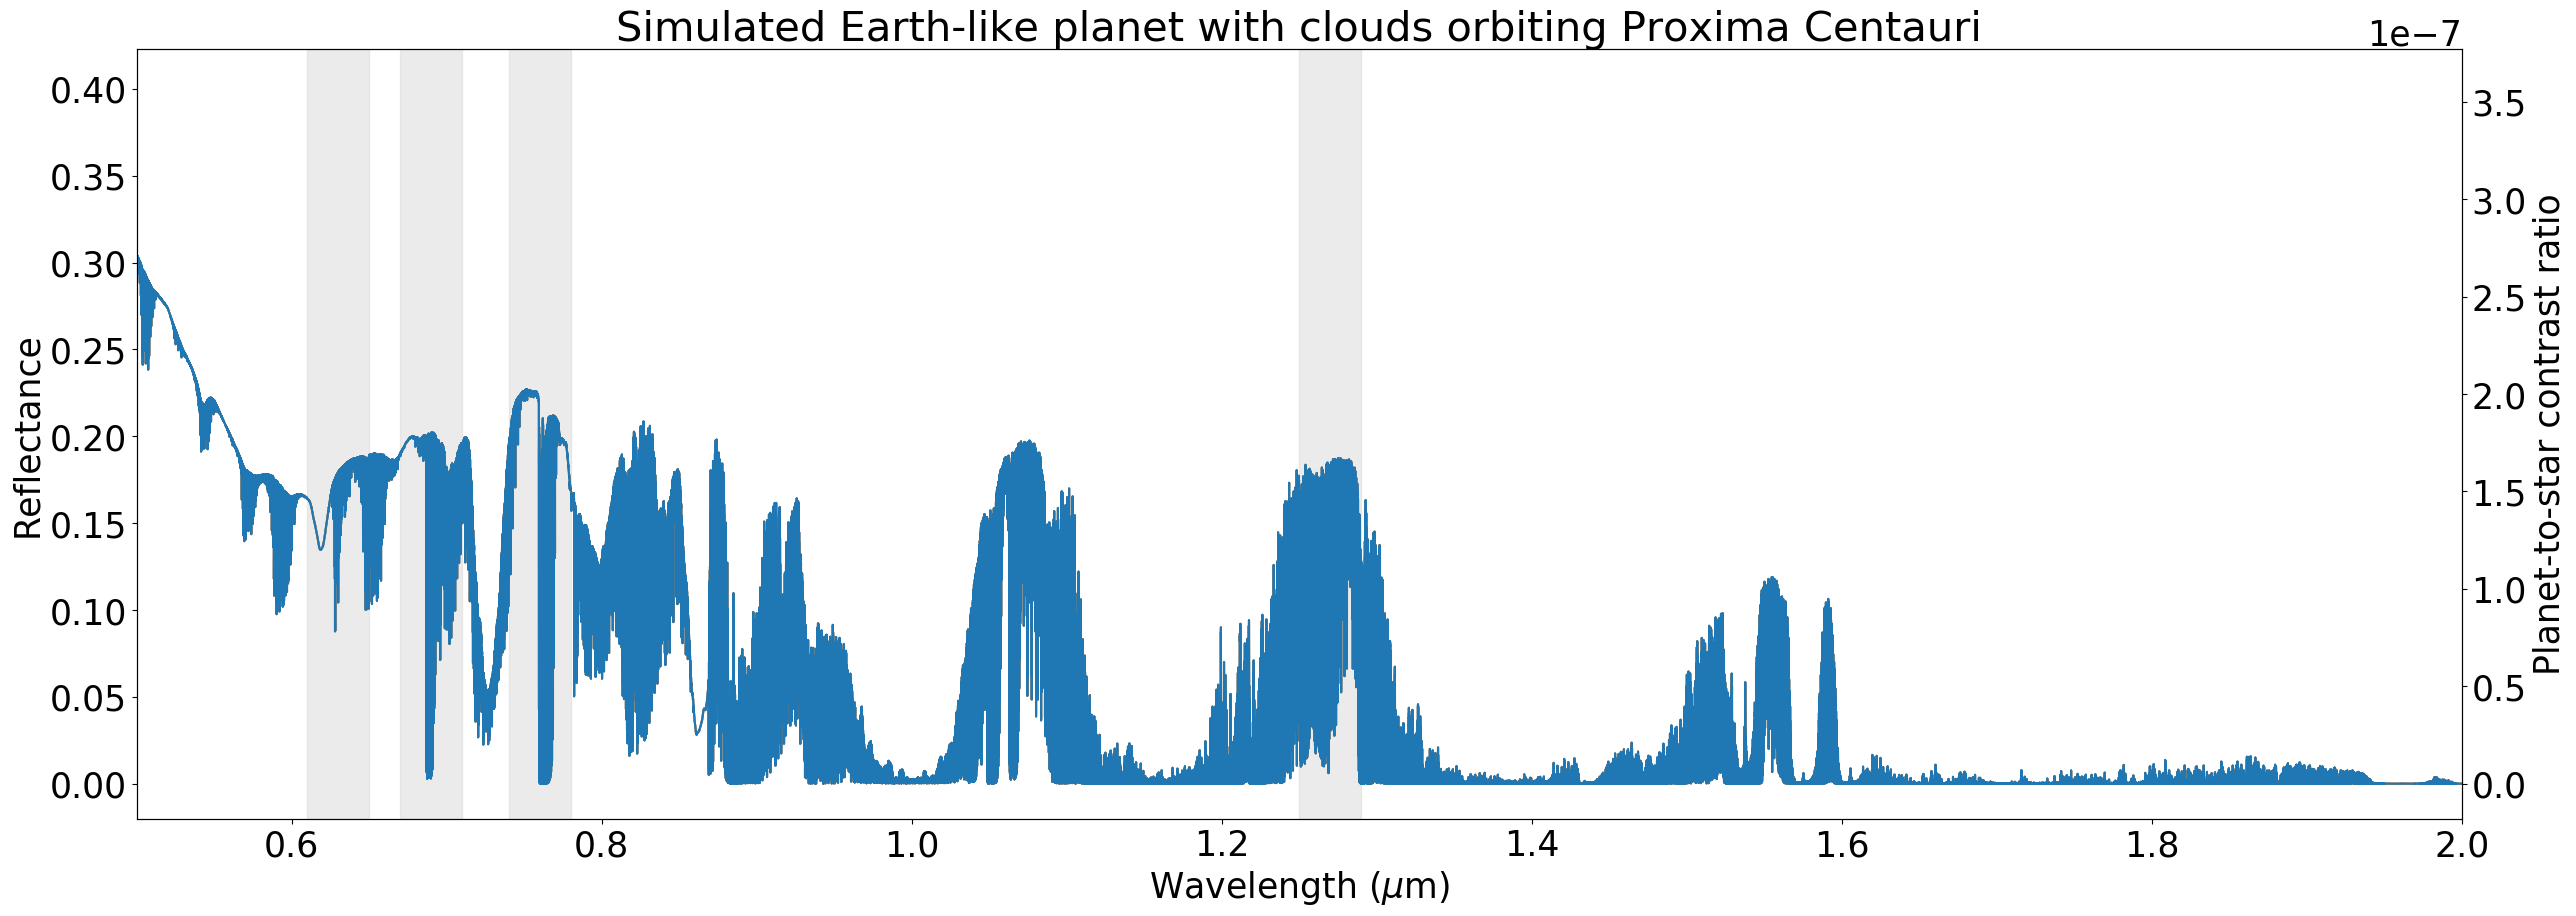 Simulated Earth-like planet with clouds orbiting Proxima Centauri
1e−7
Reflectance
0.40
0.35
0.30
0.25
0.20
0.15
0.10
0.05
0.00
3.5
3.0
2.5
2.0
1.5
1.0
0.5
0.0
Planet-to-star contrast ratio
0.6 0.8 1.0 1.2 1.4 1.6 1.8 2.0
Wavelength (μm)